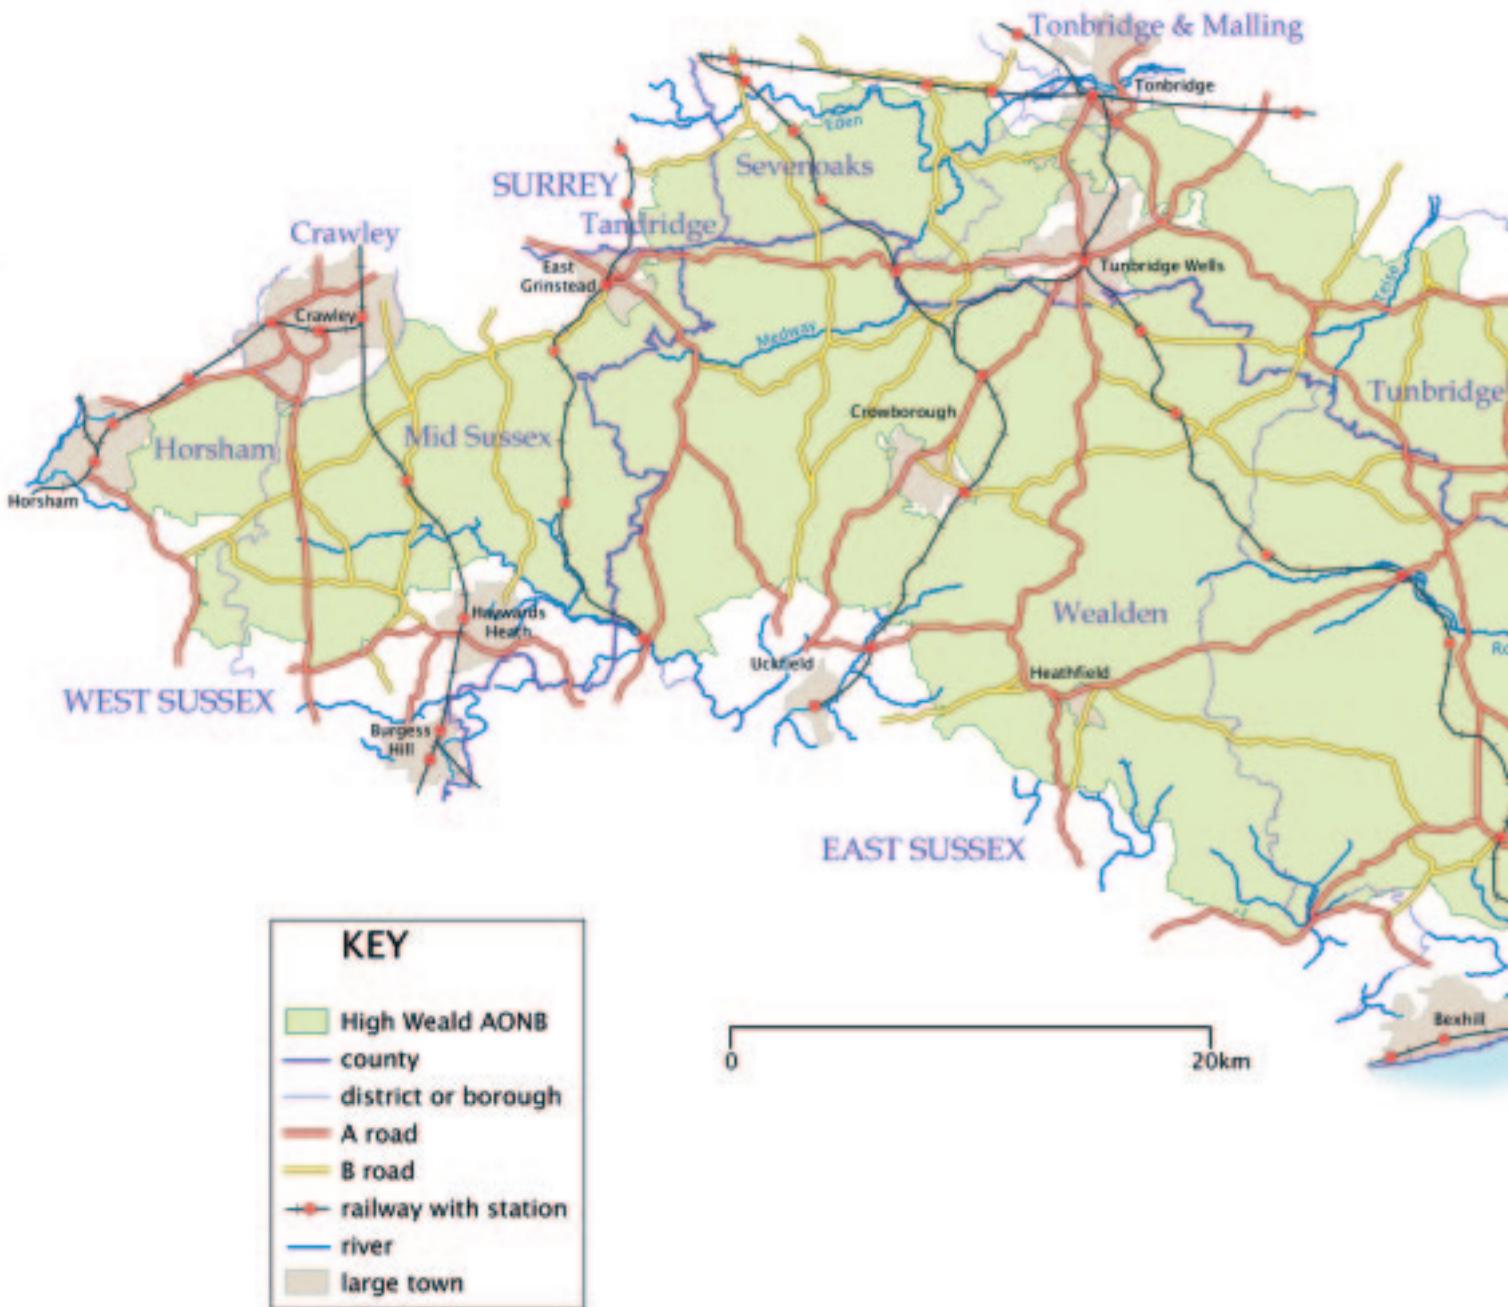 Tonbridge & Malling
Tonbridge
Eden
Sevenoaks
SURREY
Tandridge
Crawley
East
Grinstead
Tunbridge Wells
Teise
Crawley
Medway
Tunbridge
Crowborough
Horsham
Mid Sussex
Horsham
Haywards
Heath
Wealden
Uckfield
Heathfield
Ro
WEST SUSSEX
Burgess
Hill
EAST SUSSEX
KEY
High Weald AONB
county
district or borough
A road
B road
railway with station
river
large town
0
20km
Bexhill